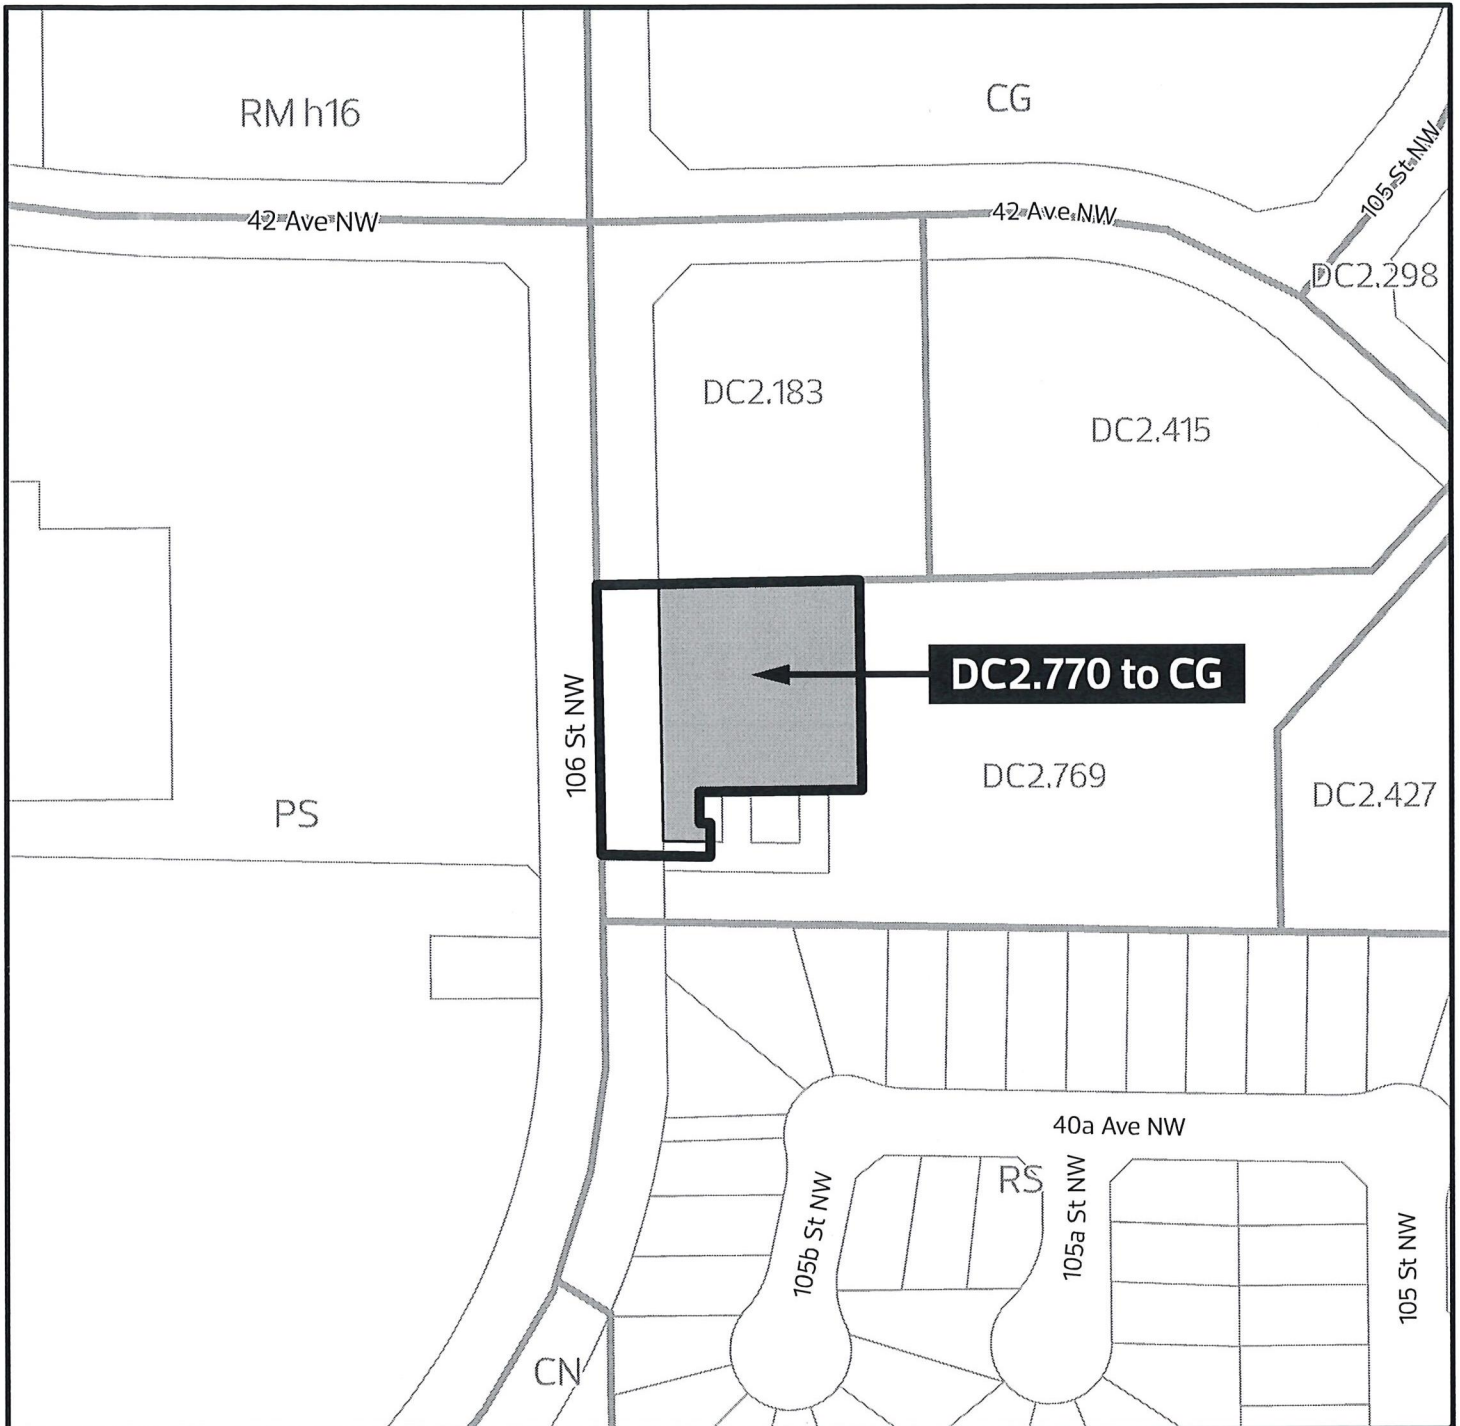 RM h16
CG
105 St NW
42 Ave NW
42 Ave NW
DC2.298
DC2.183
DC2.415
DC2.770 to CG
106 St NW
DC2.769
DC2.427
PS
40a Ave NW
RS
105b St NW
105a St NW
105 St NW
CN